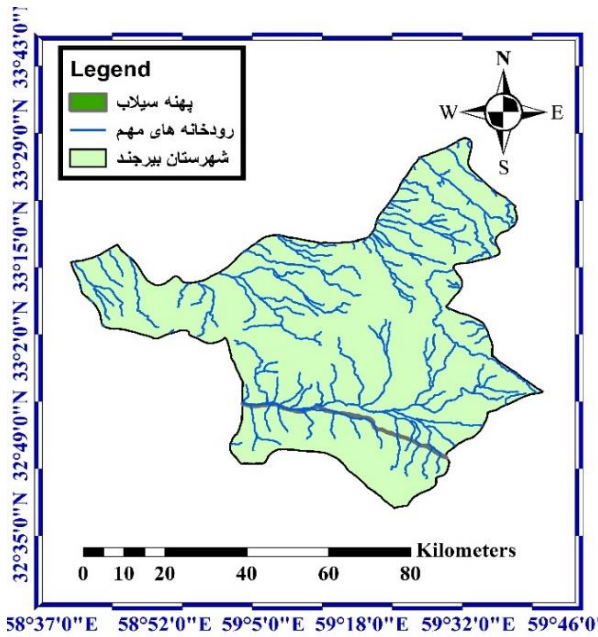 Legend
پهنه سیلاب
رودخانه های مهم
شهرستان بیرجند
N
W E
S
33°43'0"N
33°29'0"N
33°15'0"N
33°2'0"N
32°49'0"N
32°35'0"N
Kilometers
0 10 20 40 60 80
58°37'0"E 58°52'0"E 59°5'0"E 59°18'0"E 59°32'0"E 59°46'0"E